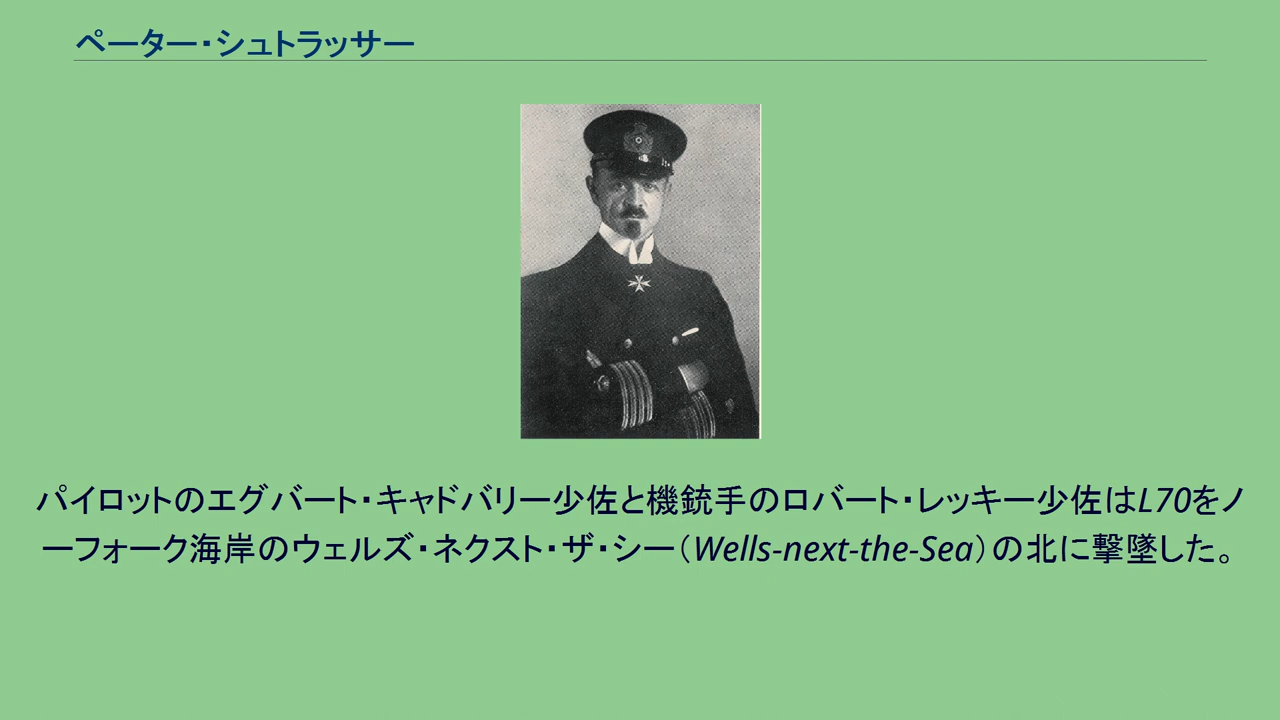 ペーター・シュトラッサー
パイロットのエグバート・キャドバリー少佐と機銃手のロバート・レッキー少佐はL70をノ
ーフォーク海岸のウェルズ・ネクスト・ザ・シー（Wells-next-the-Sea）の北に撃墜した。